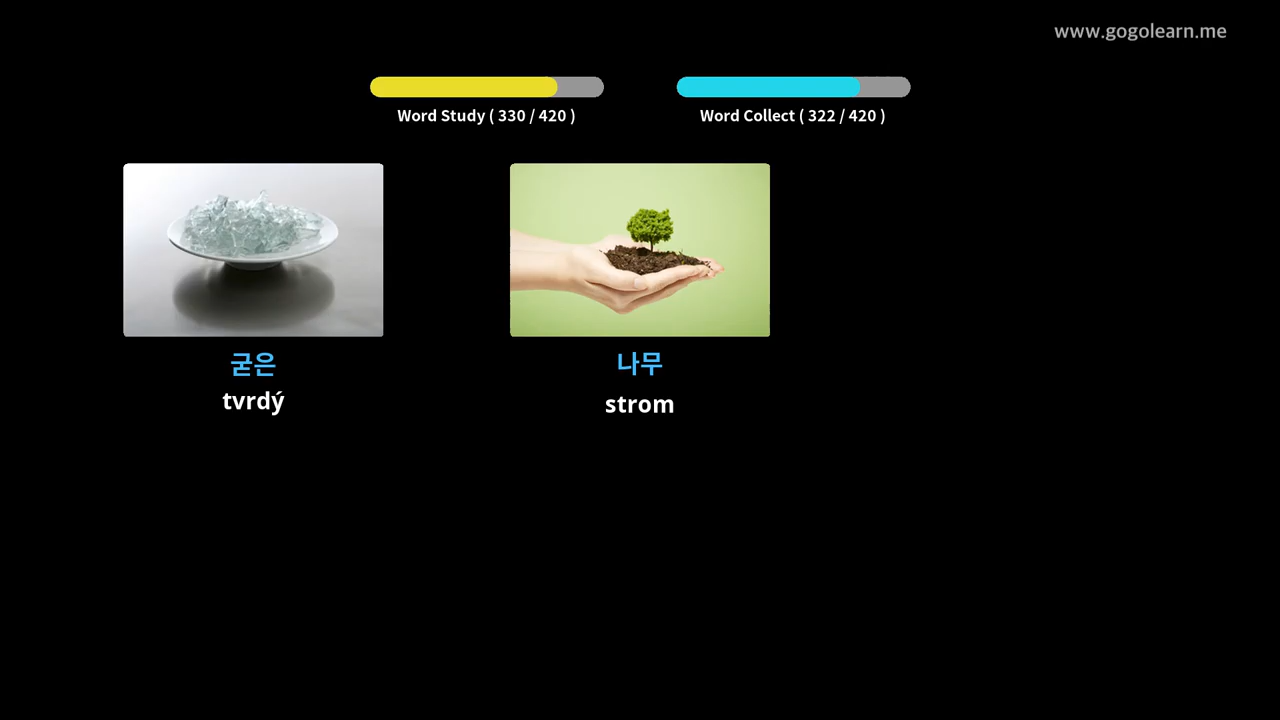 www.gogolearn.me
Word Study ( 330 / 420 )
Word Collect ( 322 / 420 )
굳은
tvrdý
나무
strom